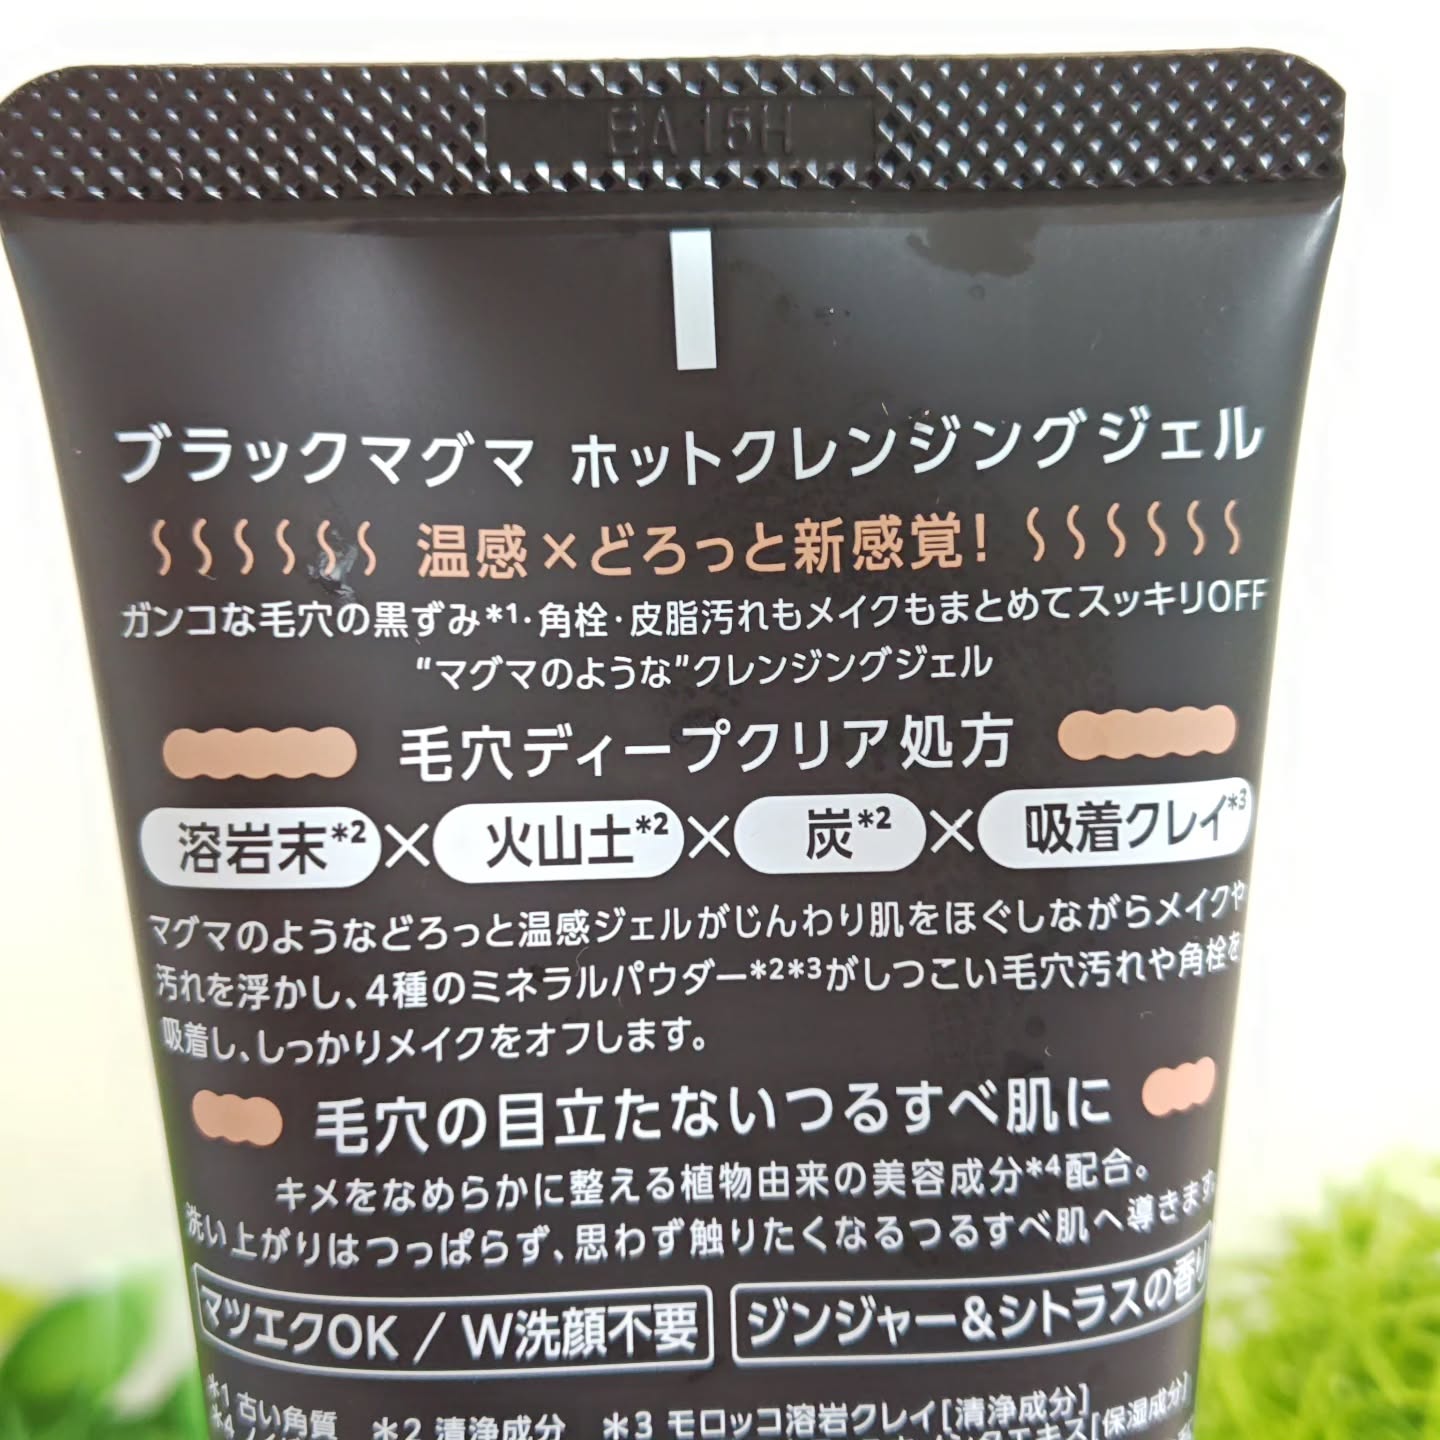 EA15H
ブラックマグマ ホットクレンジングジェル
温感×どろっと新感覚!
ガンコな毛穴の黒ずみ*1・角栓・皮脂汚れもメイクもまとめてスッキリOFF
“マグマのような”クレンジングジェル
毛穴ディープクリア処方
溶岩末*2×火山土*2×炭*2×吸着クレイ*3
マグマのようなどろっと温感ジェルがじんわり肌をほぐしながらメイクや
汚れを浮かし、4種のミネラルパウダー*2*3がしつこい毛穴汚れや角栓を
吸着し、しっかりメイクをオフします。
毛穴の目立たないつるすべ肌に
キメをなめらかに整える植物由来の美容成分*4配合。
洗い上がりはつっぱらず、思わず触りたくなるつるすべ肌へ導きます。
マツエクOK / W洗顔不要 ジンジャー&シトラスの香り
*1 古い角質 *2 清浄成分 *3 モロッコ溶岩クレイ[清浄成分]
*4 [保湿成分]